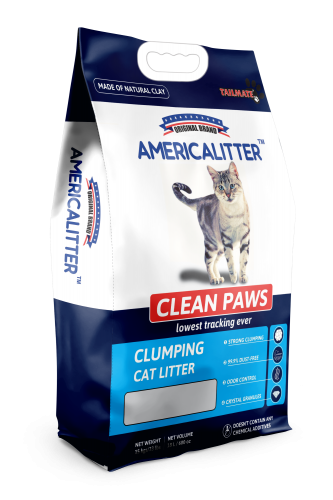 MADE OF NATURAL CLAY
TAILMATE
ORIGINAL BRAND
AMERICALITTER™
ORIGINAL BRAND
AMERICALITTER™
CLEAN PAWS
lowest tracking ever
CLUMPING
CAT LITTER
STRONG CLUMPING
99.9% DUST FREE
ODOR CONTROL
CRYSTAL GRANULES
NET WEIGHT
NET VOLUME
DOESN'T CONTAIN ANY
CHEMICAL ADDITIVES